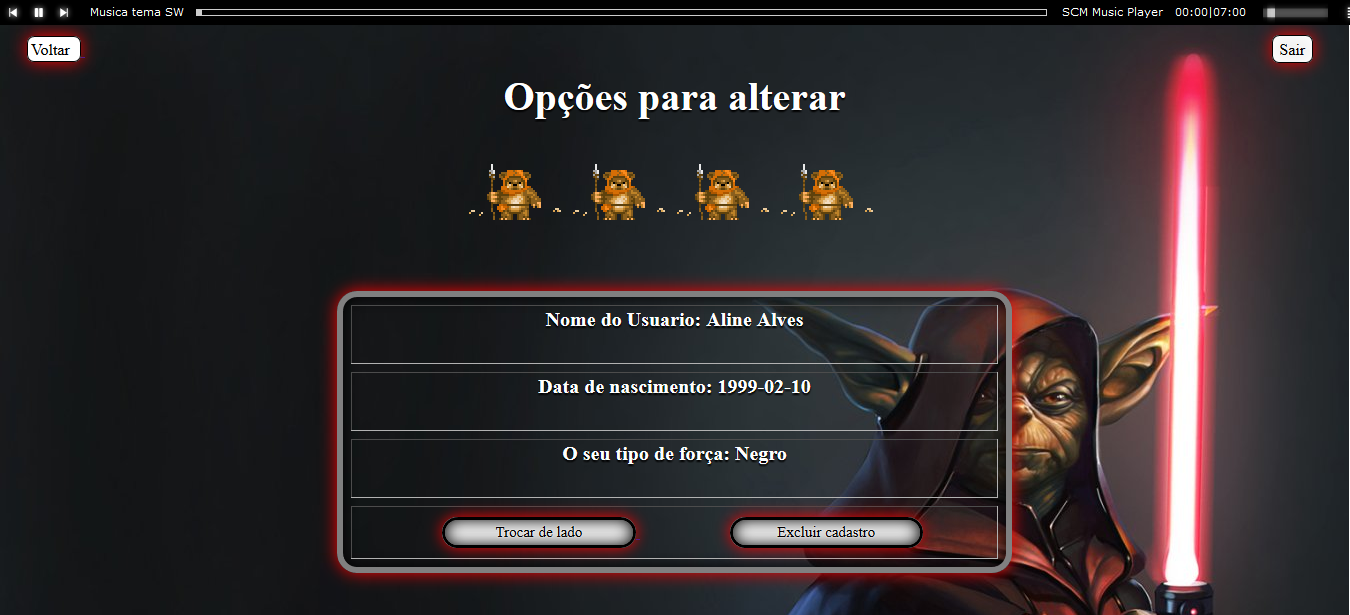 Musica tema SW SCM Music Player 00:00|07:00
Voltar Sair
Opções para alterar
Nome do Usuario: Aline Alves
Data de nascimento: 1999-02-10
O seu tipo de força: Negro
Trocar de lado Excluir cadastro